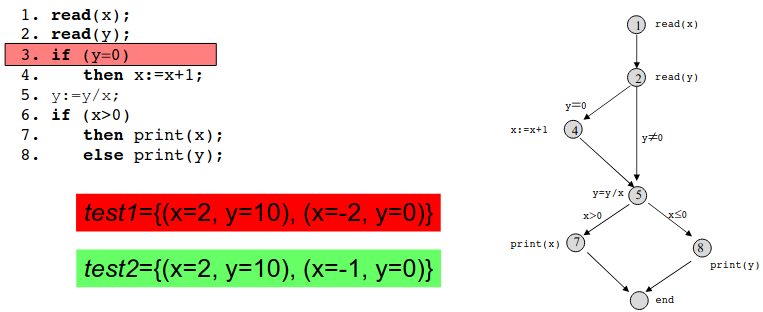 1. read(x);
2. read(y);
3. if (y=0)
4. then x:=x+1;
5. y:=y/x;
6. if (x>0)
7. then print(x);
8. else print(y);
test1={(x=2, y=10), (x=-2, y=0)}
test2={(x=2, y=10), (x=-1, y=0)}
1 read(x)
2 read(y)
y=0
x:=x+1 4
y≠0
y=y/x 5
x>0 x≤0
print(x) 7
8
print(y)
end